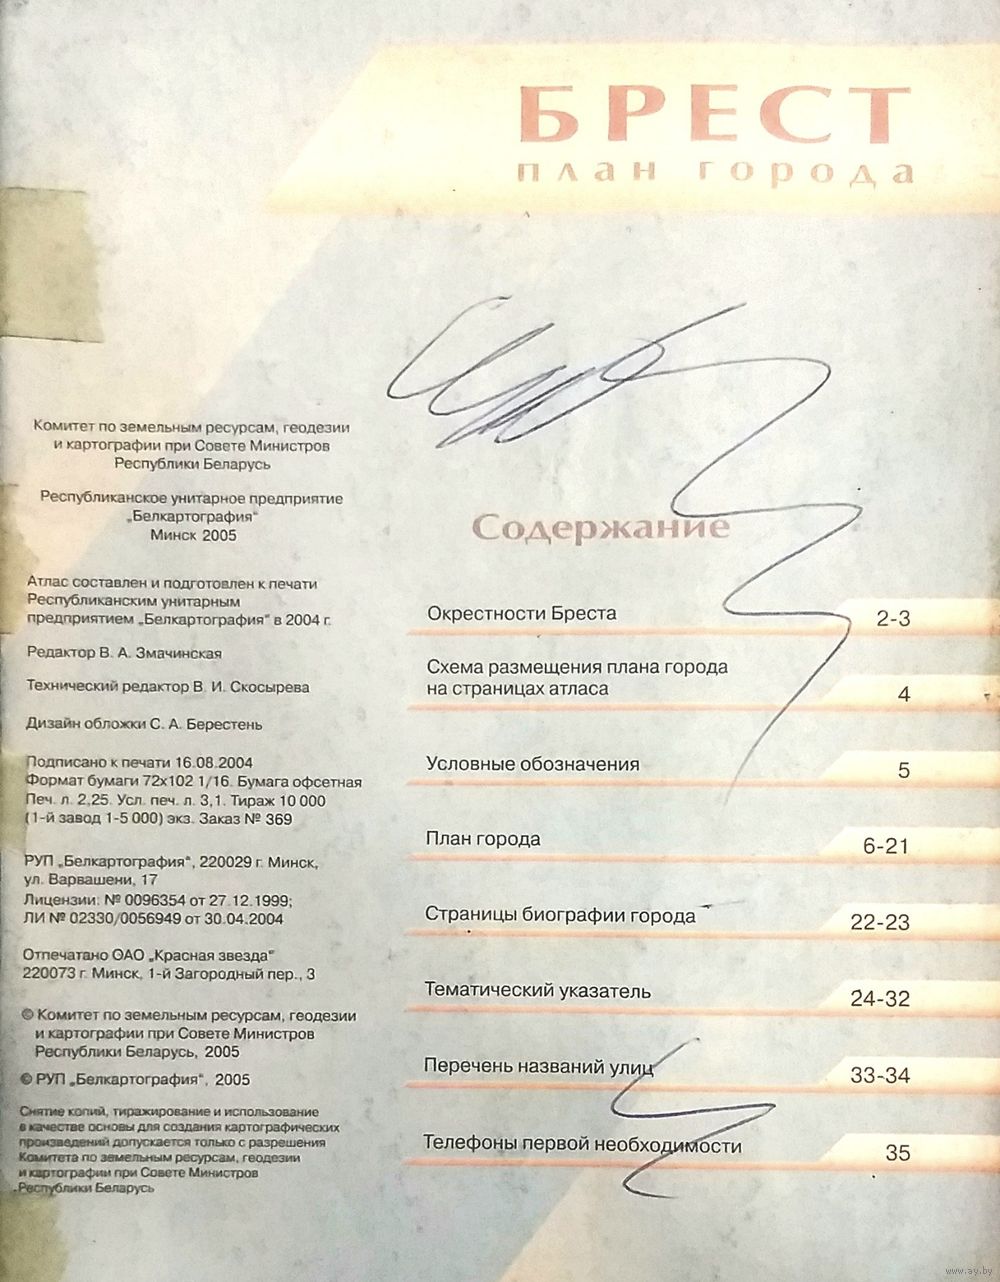 БРЕСТ
план города
Комитет по земельным ресурсам, геодезии
и картографии при Совете Министров
Республики Беларусь
Республиканское унитарное предприятие
„Белкартография“
Минск 2005
Атлас составлен и подготовлен к печати
Республиканским унитарным
предприятием „Белкартография“ в 2004 г.
Редактор В. А. Змачинская
Технический редактор В. И. Скосырева
Дизайн обложки С. А. Берестень
Подписано к печати 16.08.2004
Формат бумаги 72х102 1/16. Бумага офсетная
Печ. л. 2,25. Усл. печ. л. 3,1. Тираж 10 000
(1-й завод 1-5 000) экз. Заказ № 369
РУП „Белкартография“, 220029 г. Минск,
ул. Варвашени, 17
Лицензии: № 0096354 от 27.12.1999;
ЛИ № 02330/0056949 от 30.04.2004
Отпечатано ОАО „Красная звезда“
220073 г. Минск, 1-й Загородный пер., 3
© Комитет по земельным ресурсам, геодезии
и картографии при Совете Министров
Республики Беларусь, 2005
© РУП „Белкартография“, 2005
Снятие копий, тиражирование и использование
в качестве основы для создания картографических
произведений допускается только с разрешения
Комитета по земельным ресурсам, геодезии
и картографии при Совете Министров
Республики Беларусь
Содержание
Окрестности Бреста 2-3
Схема размещения плана города
на страницах атласа 4
Условные обозначения 5
План города 6-21
Страницы биографии города 22-23
Тематический указатель 24-32
Перечень названий улиц 33-34
Телефоны первой необходимости 35
www.ay.by